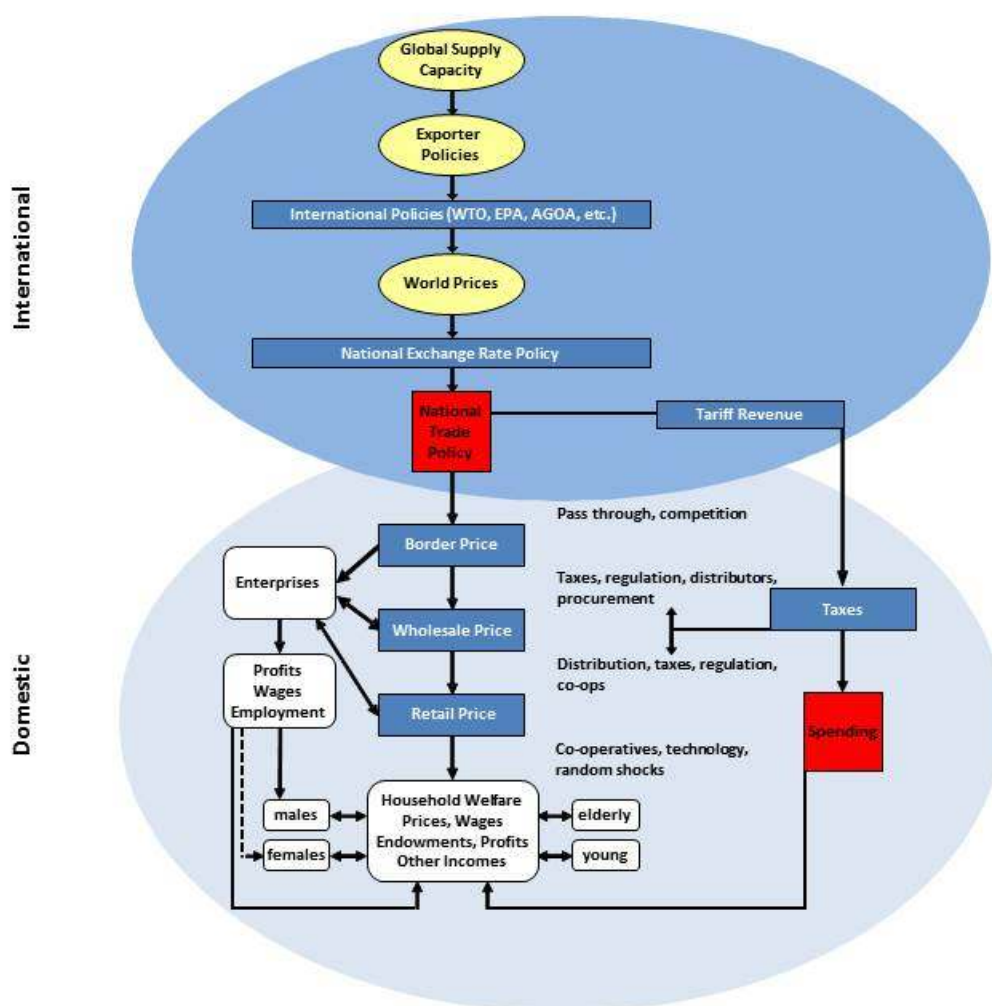 International
Global Supply
Capacity
Exporter
Policies
International Policies (WTO, EPA, AGOA, etc.)
World Prices
National Exchange Rate Policy
National
Trade
Policy
Tariff Revenue
Domestic
Pass through, competition
Border Price
Enterprises
Taxes, regulation, distributors,
procurement
Taxes
Wholesale Price
Distribution, taxes, regulation,
co-ops
Profits
Wages
Employment
Retail Price
Spending
Co-operatives, technology,
random shocks
males
females
Household Welfare
Prices, Wages
Endowments, Profits
Other Incomes
elderly
young